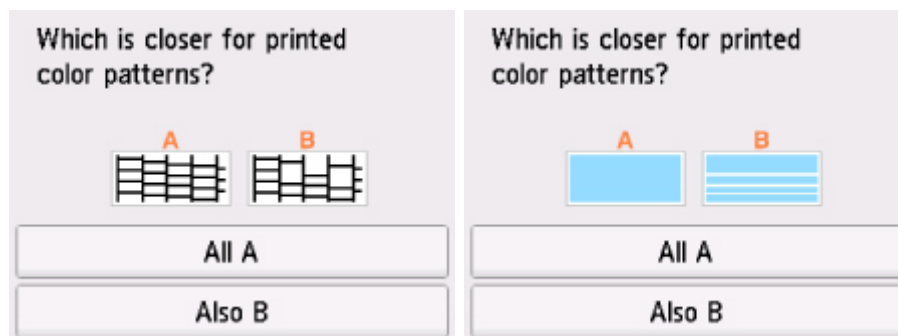 Which is closer for printed
color patterns?
A B
All A
Also B
Which is closer for printed
color patterns?
A B
All A
Also B